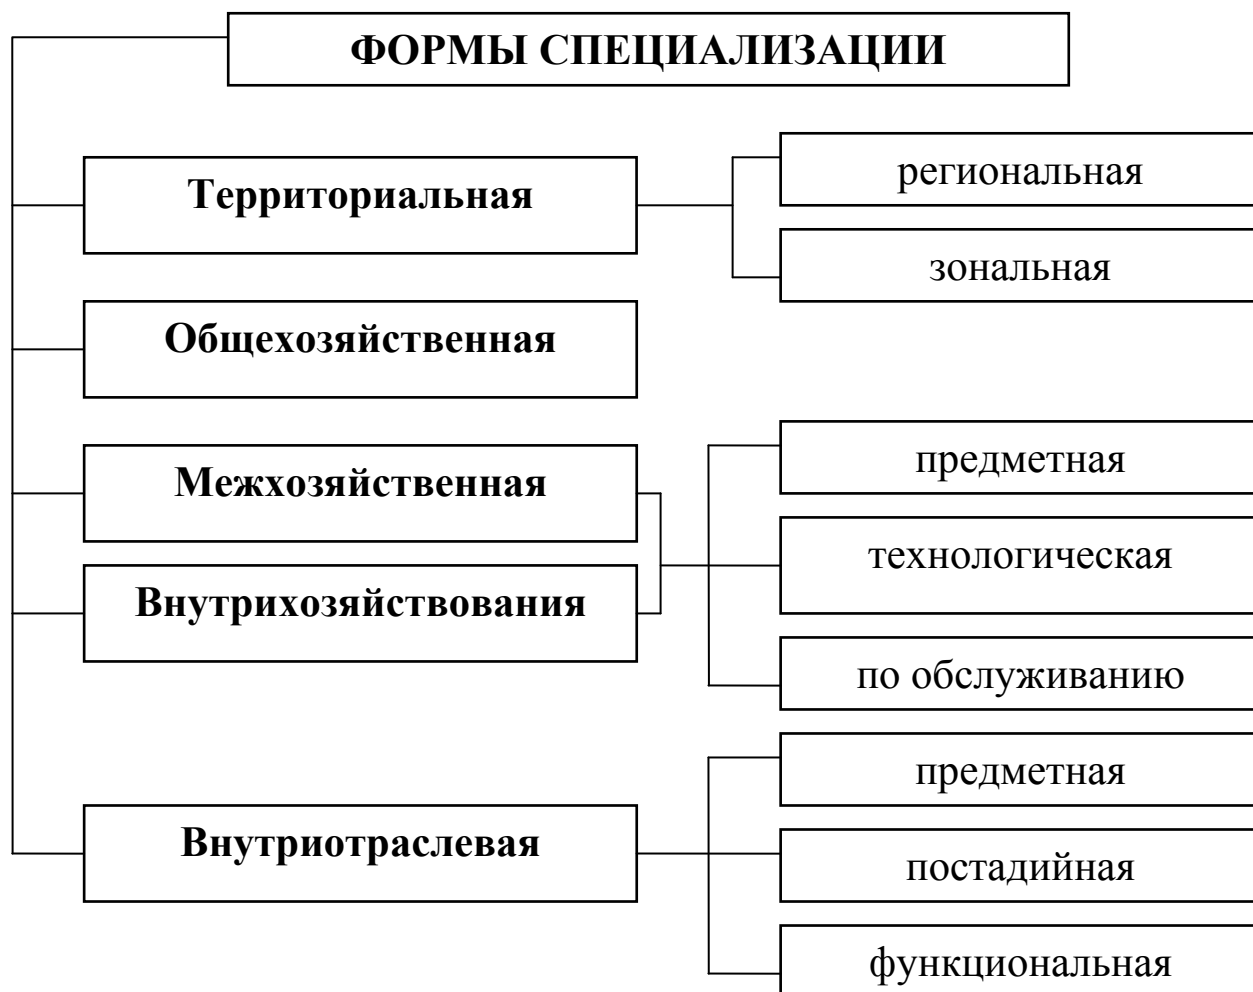 ФОРМЫ СПЕЦИАЛИЗАЦИИ
Территориальная
региональная
зональная
Общехозяйственная
Межхозяйственная
Внутрихозяйствования
предметная
технологическая
по обслуживанию
Внутриотраслевая
предметная
постадийная
функциональная